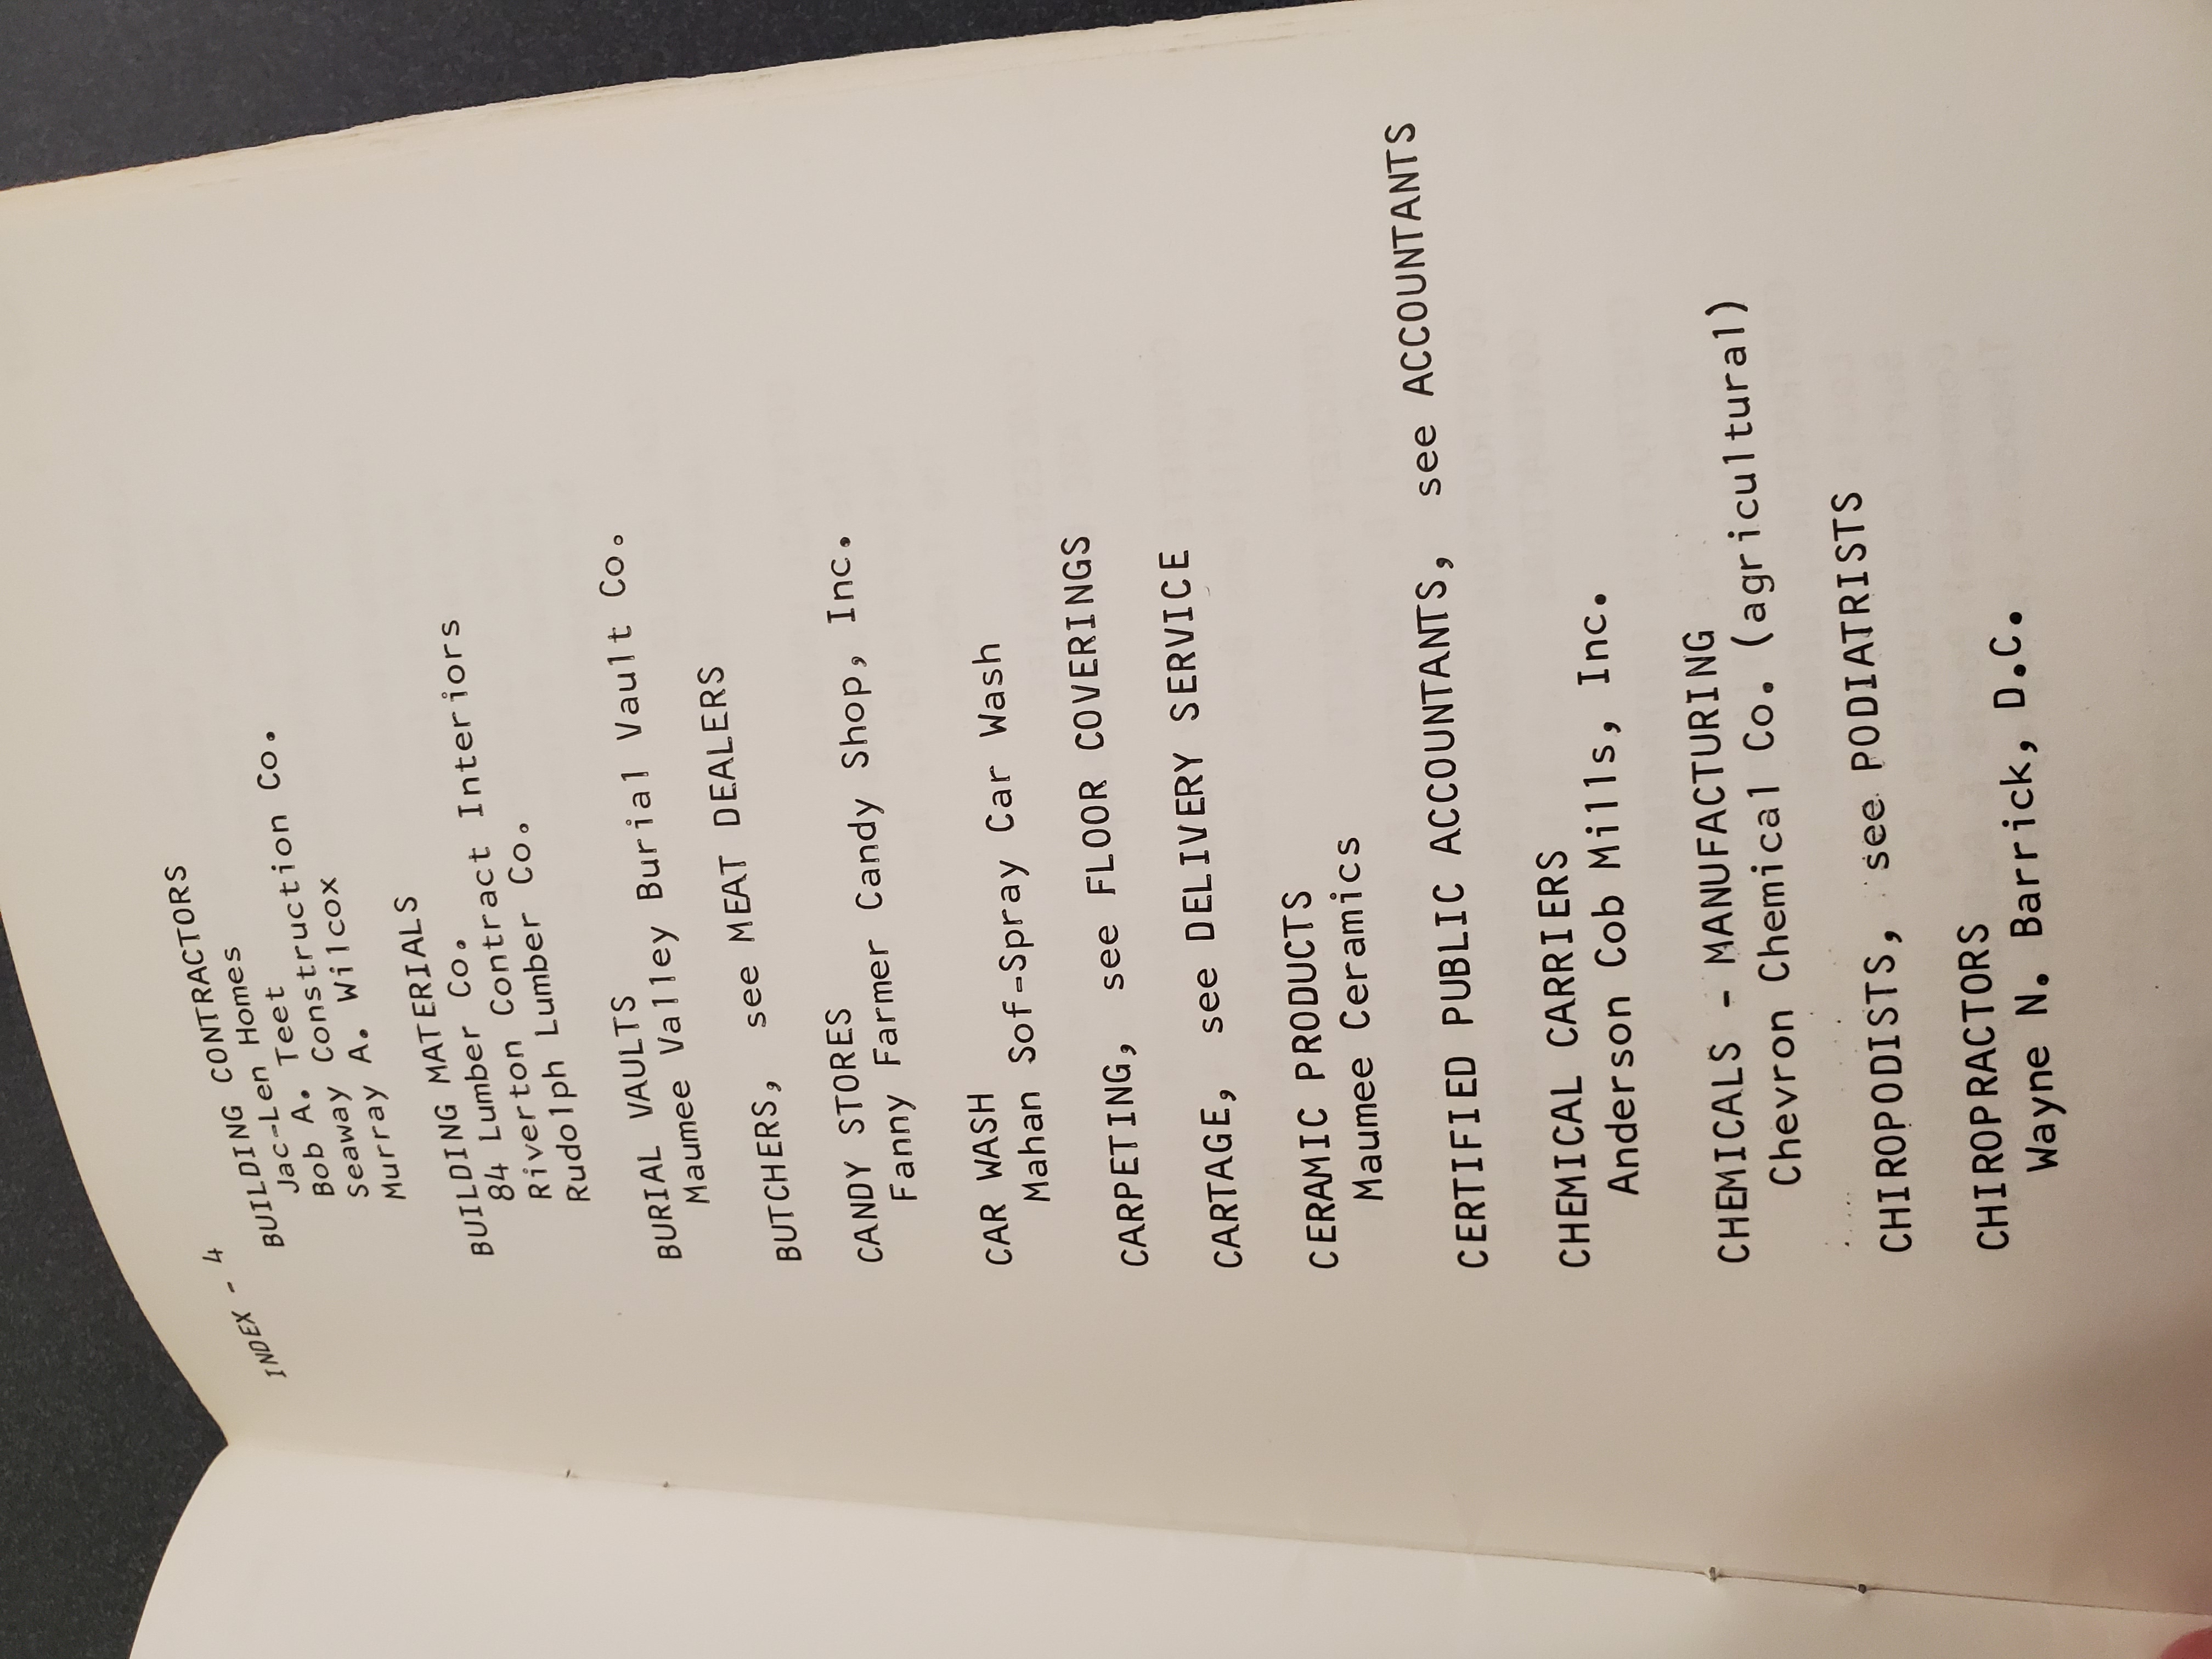 INDEX - 4
BUILDING CONTRACTORS
Jac-Len Homes
Bob A. Teet
Seaway Construction Co.
Murray A. Wilcox
BUILDING MATERIALS
84 Lumber Co.
Riverton Contract Interiors
Rudolph Lumber Co.
BURIAL VAULTS
Maumee Valley Burial Vault Co.
BUTCHERS, see MEAT DEALERS
CANDY STORES
Fanny Farmer Candy Shop, Inc.
CAR WASH
Mahan Sof-Spray Car Wash
CARPETING, see FLOOR COVERINGS
CARTAGE, see DELIVERY SERVICE
CERAMIC PRODUCTS
Maumee Ceramics
CERTIFIED PUBLIC ACCOUNTANTS, see ACCOUNTANTS
CHEMICAL CARRIERS
Anderson Cob Mills, Inc.
CHEMICALS - MANUFACTURING
Chevron Chemical Co. (agricultural)
CHIROPODISTS, see PODIATRISTS
CHIROPRACTORS
Wayne N. Barrick, D.C.